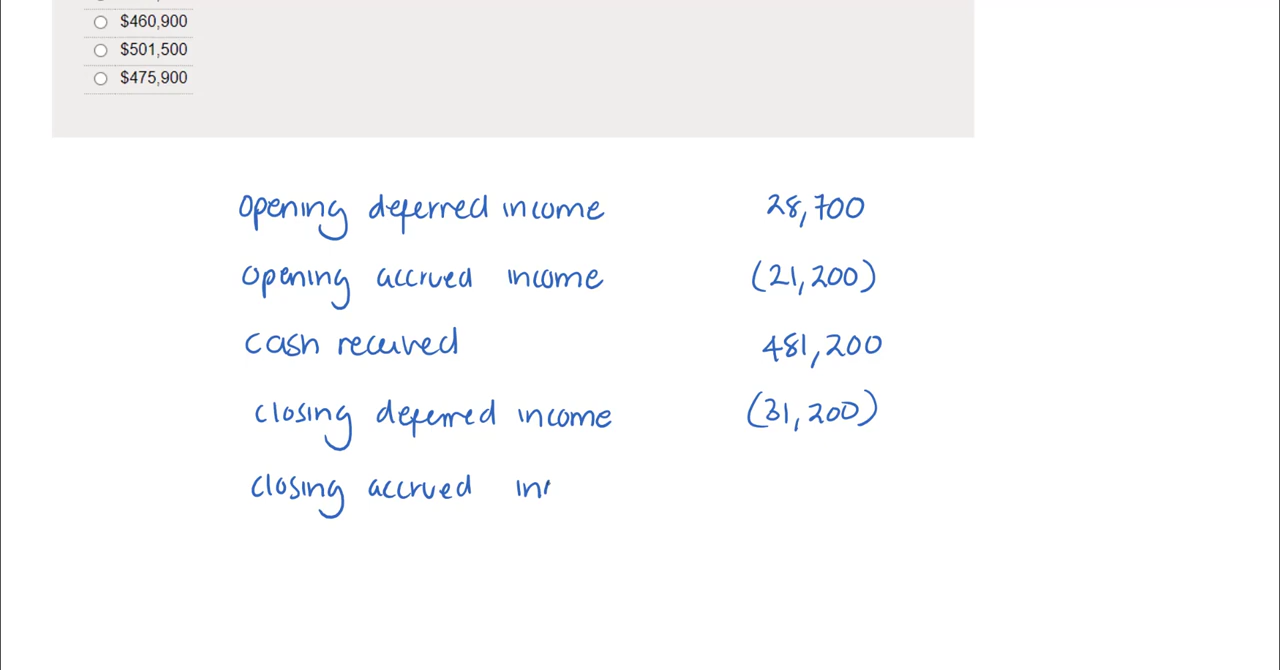 $460,900
$501,500
$475,900
opening deferred income 28,700
opening accrued income (21,200)
cash received 481,200
closing deferred income (31,200)
closing accrued in